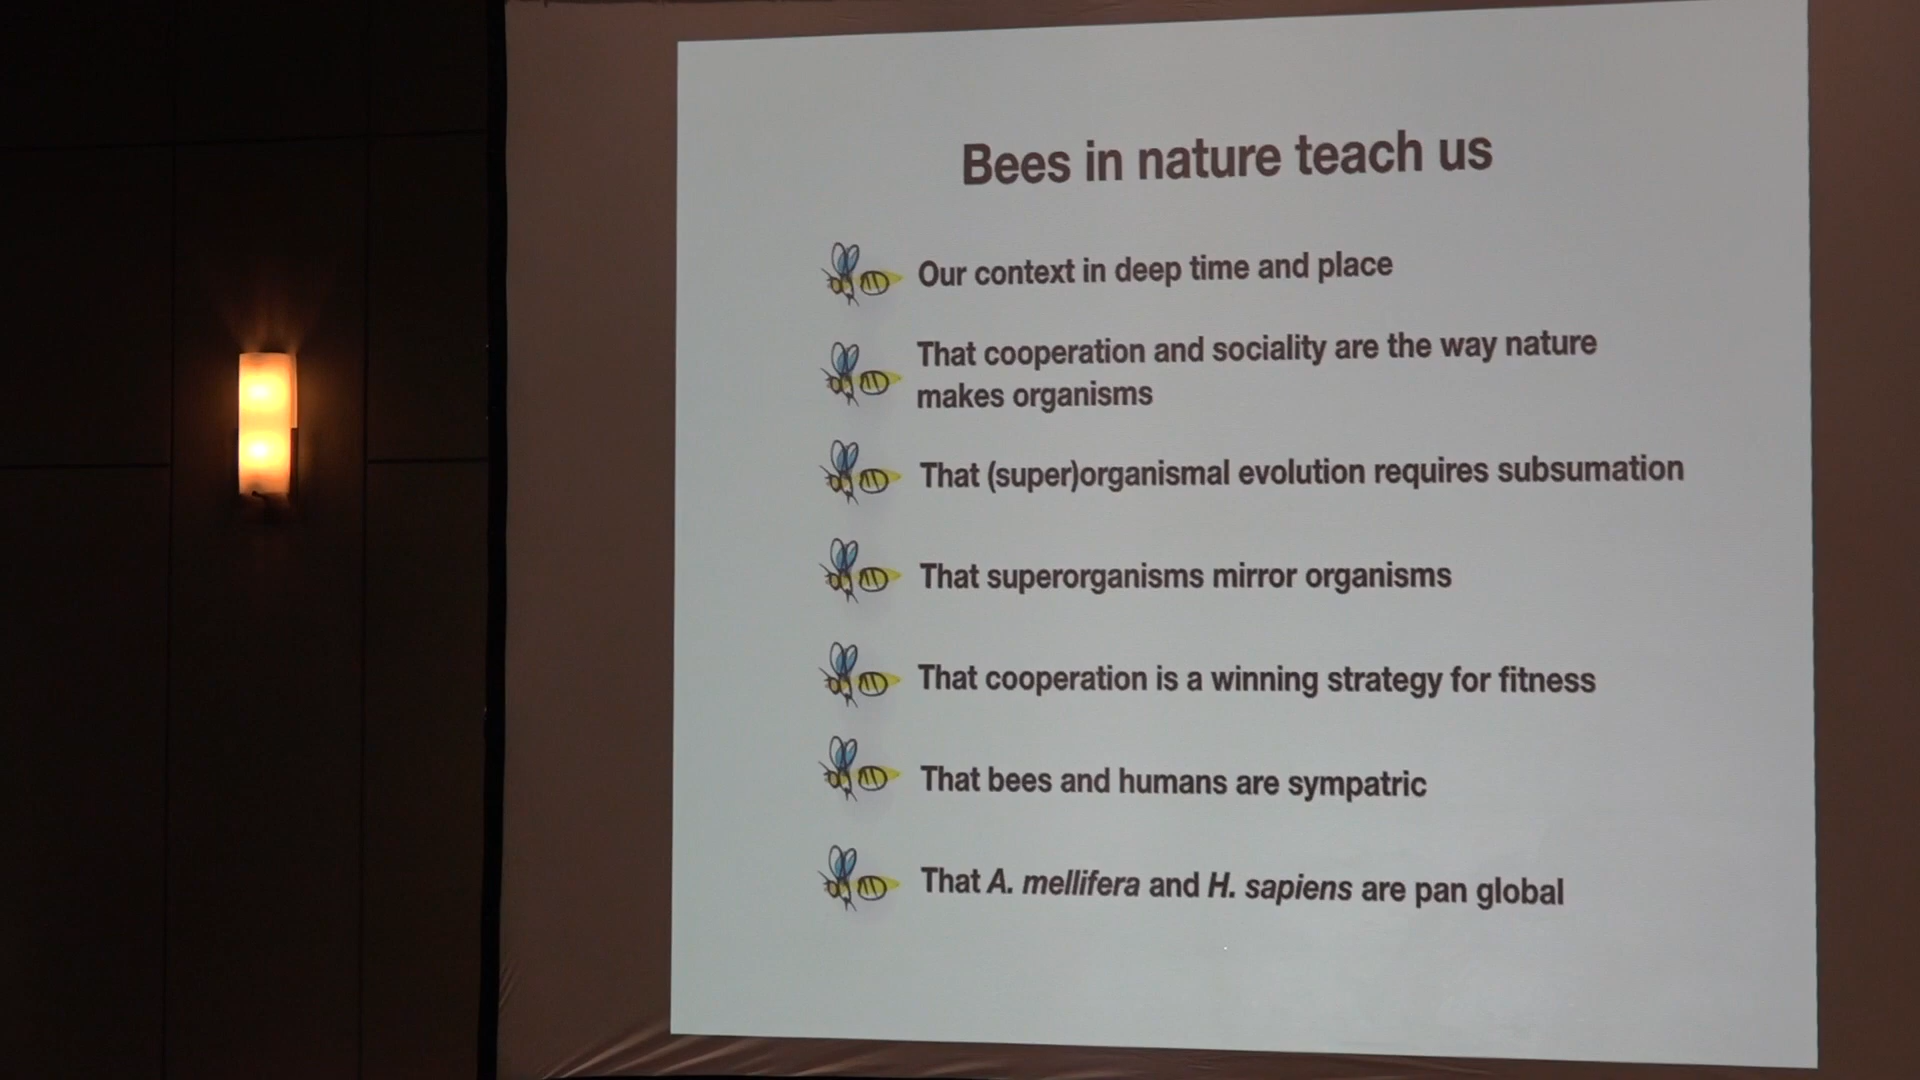 Bees in nature teach us
Our context in deep time and place
That cooperation and sociality are the way nature
makes organisms
That (super)organismal evolution requires subsumation
That superorganisms mirror organisms
That cooperation is a winning strategy for fitness
That bees and humans are sympatric
That A. mellifera and H. sapiens are pan global